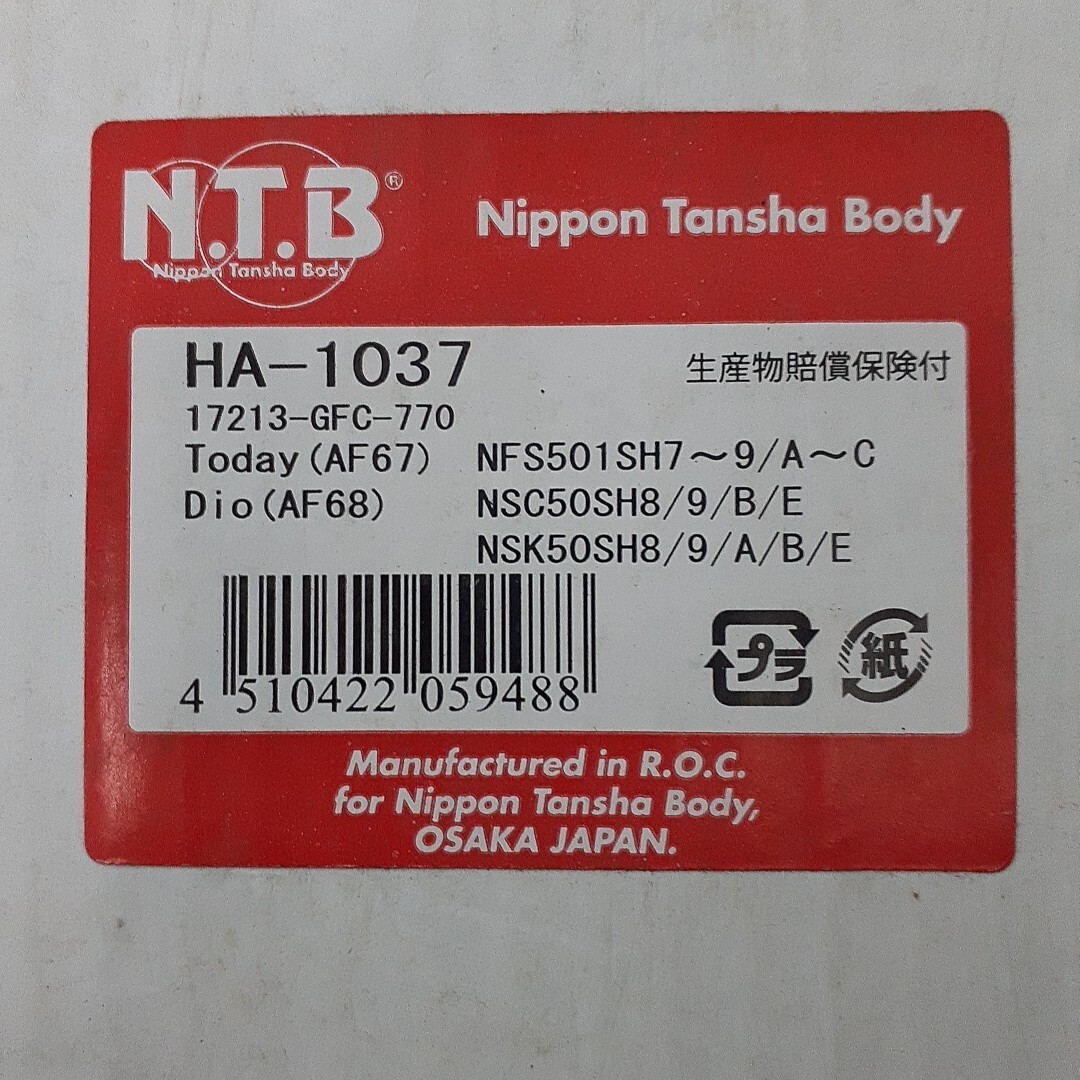 N.T.B®
Nippon Tansha Body
Nippon Tansha Body
HA-1037
生産物賠償保険付
17213-GFC-770
Today(AF67) NFS501SH7～9/A～C
Dio(AF68) NSC50SH8/9/B/E
NSK50SH8/9/A/B/E
4 510422 059488
プラ
紙
Manufactured in R.O.C.
for Nippon Tansha Body,
OSAKA JAPAN.